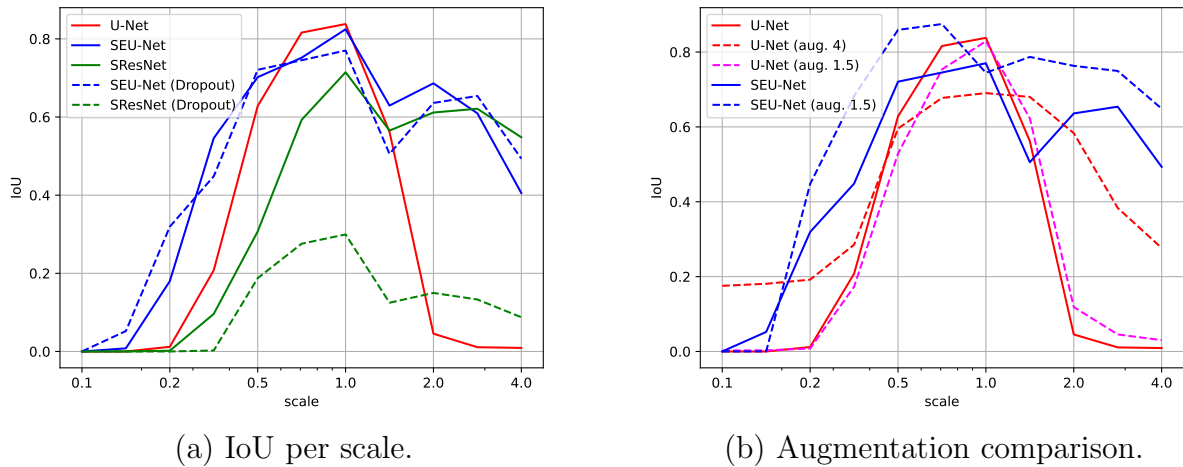 U-Net
SEU-Net
SResNet
SEU-Net (Dropout)
SResNet (Dropout)
0.8
0.6
0.4
0.2
0.0
IoU
0.1 0.2 0.5 1.0 2.0 4.0
scale
(a) IoU per scale.
U-Net
U-Net (aug. 4)
U-Net (aug. 1.5)
SEU-Net
SEU-Net (aug. 1.5)
0.8
0.6
0.4
0.2
0.0
IoU
0.1 0.2 0.5 1.0 2.0 4.0
scale
(b) Augmentation comparison.